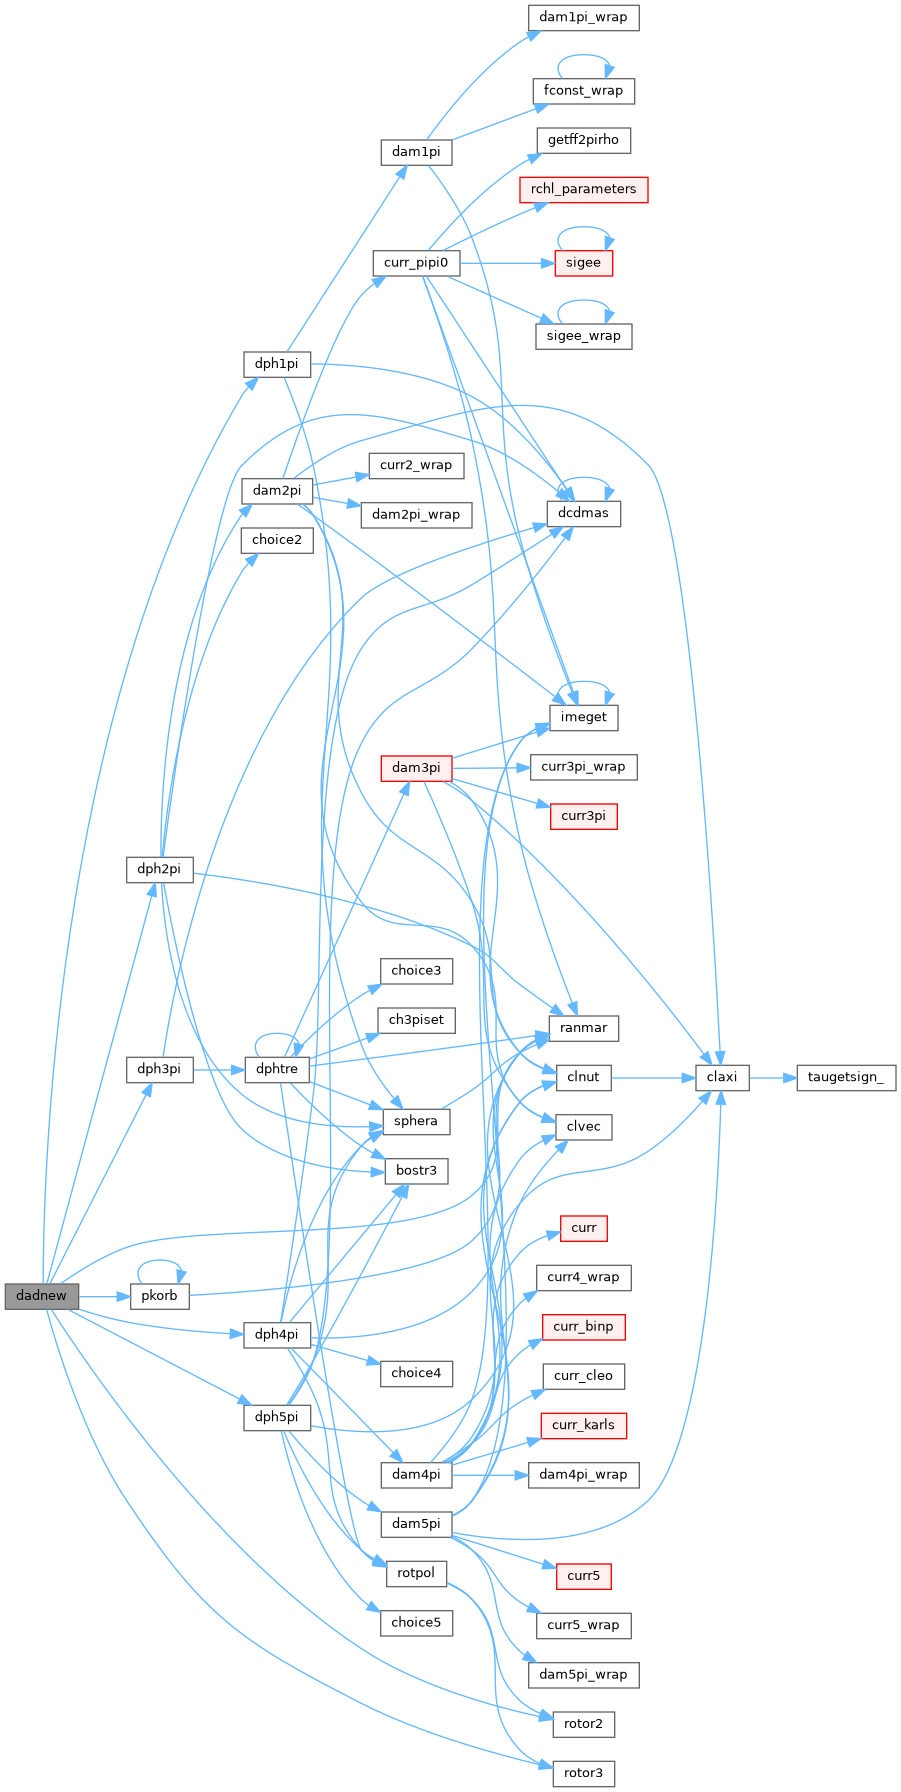 dam1pi_wrap
fconst_wrap
getff2pirho
dam1pi
rchl_parameters
curr_pipi0
sigee
sigee_wrap
dph1pi
curr2_wrap
dam2pi
dam2pi_wrap
dcdmas
choice2
imeget
dam3pi
curr3pi_wrap
curr3pi
dph2pi
choice3
ch3piset
ranmar
dph3pi
dphtre
clnut
claxi
taugetsign_
sphera
clvec
bostr3
curr
curr4_wrap
dadnew
pkorb
curr_binp
dph4pi
choice4
curr_cleo
dph5pi
curr_karls
dam4pi
dam4pi_wrap
dam5pi
rotpol
curr5
choice5
curr5_wrap
dam5pi_wrap
rotor2
rotor3